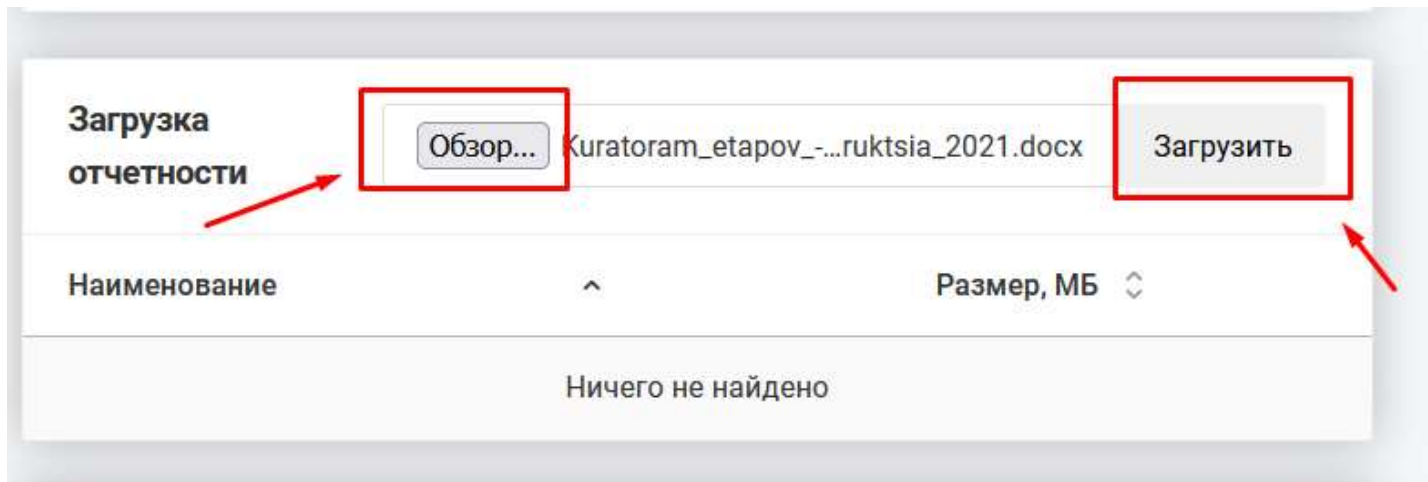 Загрузка
отчетности
Обзор... Kuratoram_etapov_-...ruktsia_2021.docx Загрузить
Наименование Размер, МБ
Ничего не найдено